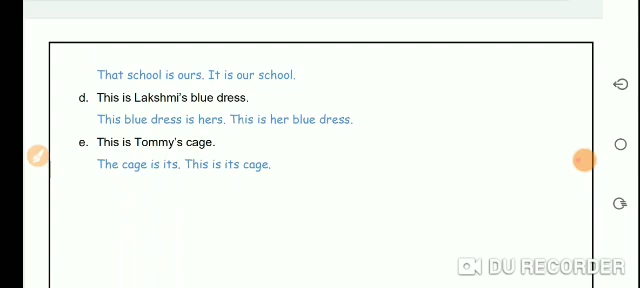 That school is ours. It is our school.
d. This is Lakshmi's blue dress.
This blue dress is hers. This is her blue dress.
e. This is Tommy's cage.
The cage is its. This is its cage.
DU RECORDER